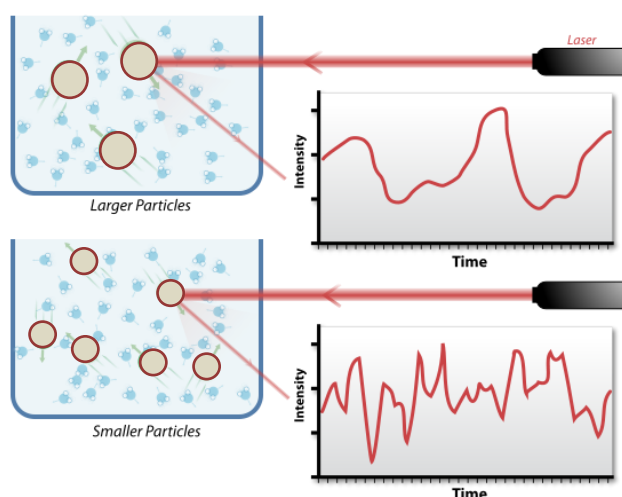 Laser
Intensity
Time
Larger Particles
Intensity
Time
Smaller Particles